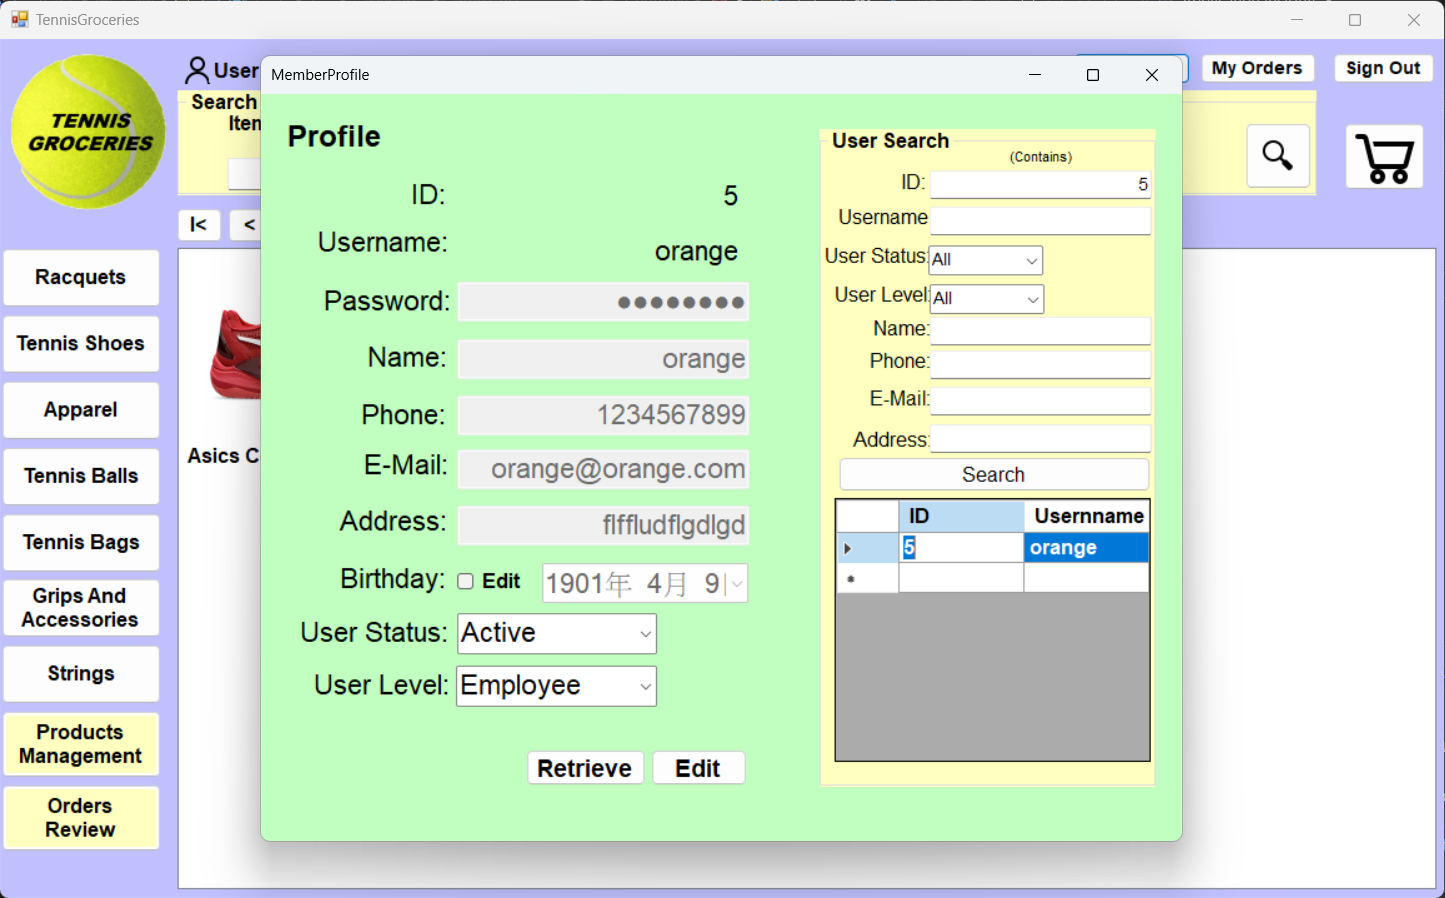 TennisGroceries
TENNIS
GROCERIES
User
My Orders
Sign Out
Search
Iten
I<
<
Racquets
Tennis Shoes
Apparel
Tennis Balls
Tennis Bags
Grips And
Accessories
Strings
Products
Management
Orders
Review
Asics C
MemberProfile
Profile
ID: 5
Username: orange
Password: ●●●●●●●●
Name: orange
Phone: 1234567899
E-Mail: orange@orange.com
Address: flffludflgdlgd
Birthday: Edit 1901年 4月 9
User Status: Active
User Level: Employee
Retrieve Edit
User Search
(Contains)
ID: 5
Username
User Status: All
User Level: All
Name:
Phone:
E-Mail:
Address:
Search
ID Usernname
5 orange